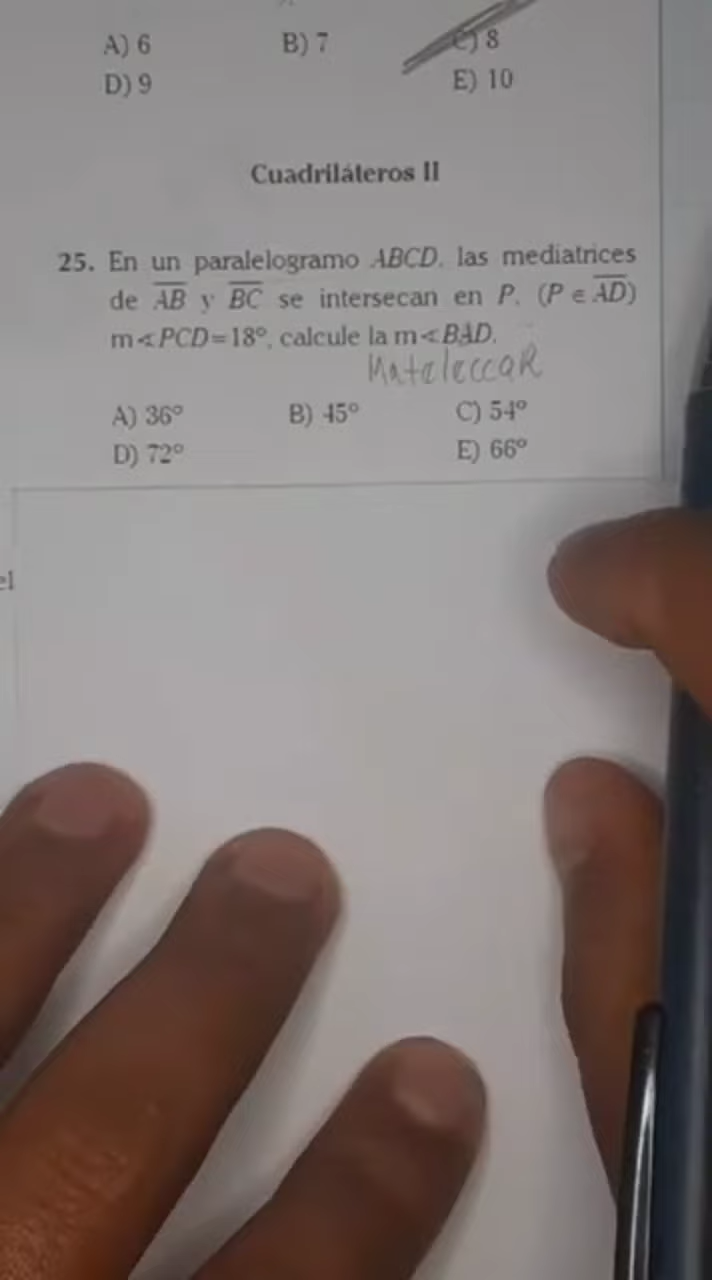 A) 6 B) 7 C) 8
D) 9 E) 10
Cuadriláteros II
25. En un paralelogramo ABCD, las mediatrices
de AB y BC se intersecan en P. (P ∈ AD)
m∢PCD=18°, calcule la m∢BAD.
Mateleccar
A) 36° B) 45° C) 54°
D) 72° E) 66°
el